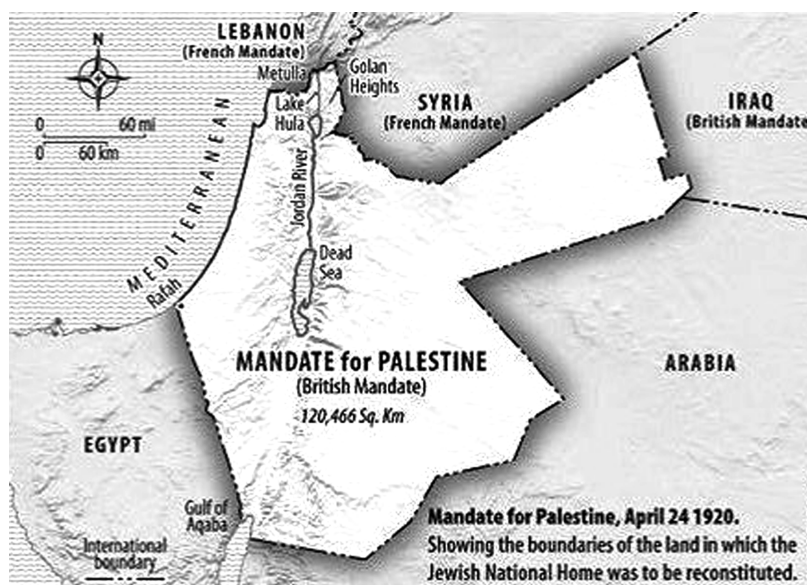 LEBANON
(French Mandate)
N
Metulla
Golan
Heights
Lake
Hula
SYRIA
(French Mandate)
IRAQ
(British Mandate
0 60 mi
0 60 km
MEDITERRANEAN
Jordan River
Rafah
Dead
Sea
MANDATE for PALESTINE
(British Mandate)
120,466 Sq. Km
ARABIA
EGYPT
Gulf of
Aqaba
International
boundary
Mandate for Palestine, April 24 1920.
Showing the boundaries of the land in which the
Jewish National Home was to be reconstituted.